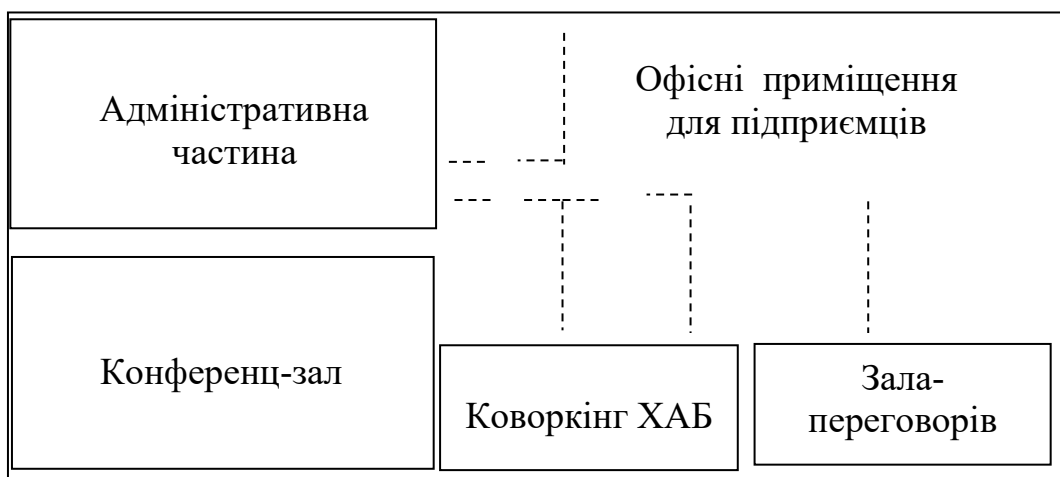 Адміністративна
частина
Офісні приміщення
для підприємців
Конференц-зал
Коворкінг ХАБ
Зала-
переговорів